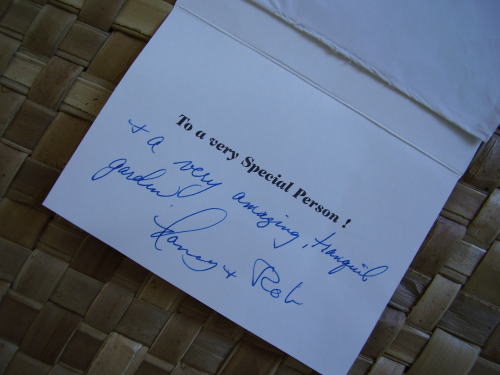 To a very Special Person !
+ a very amazing, tranquil
garden!
Nancy + Rob